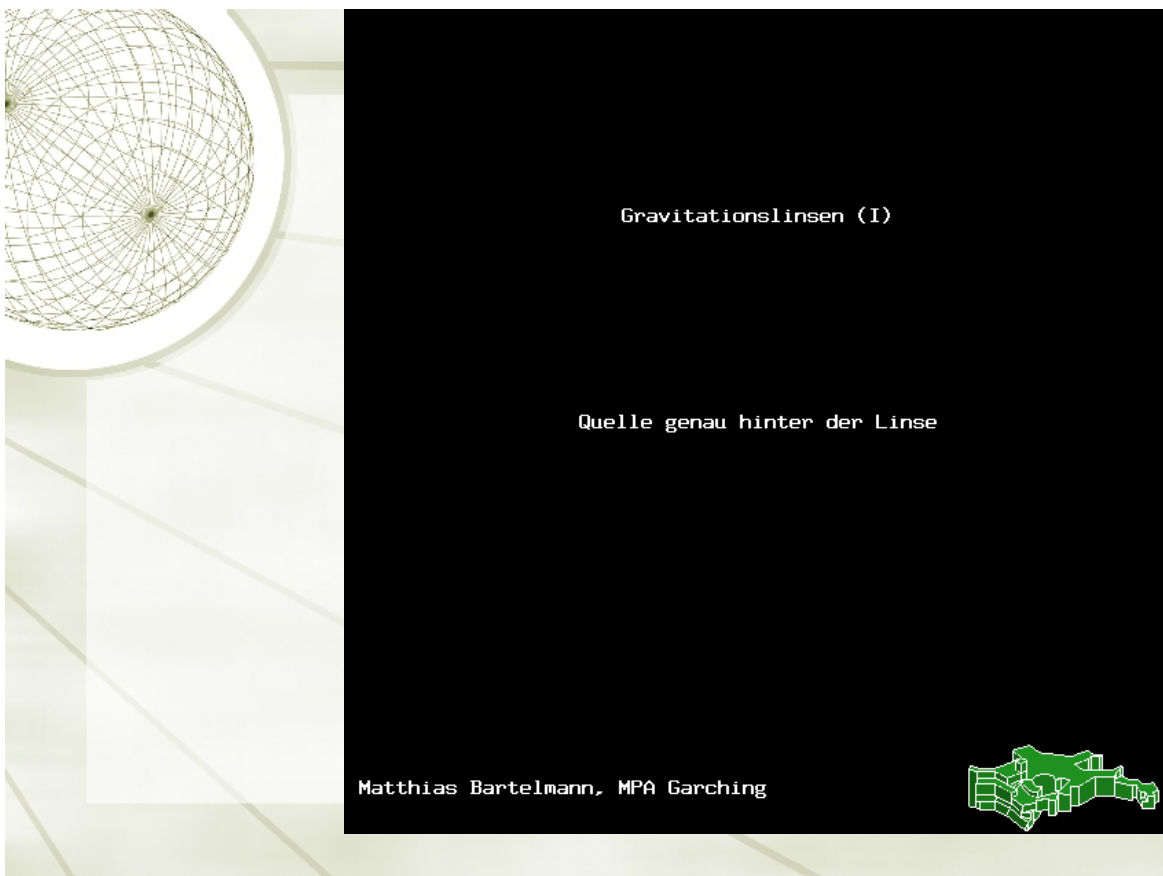 Gravitationslinsen (I)
Quelle genau hinter der Linse
Matthias Bartelmann, MPA Garching